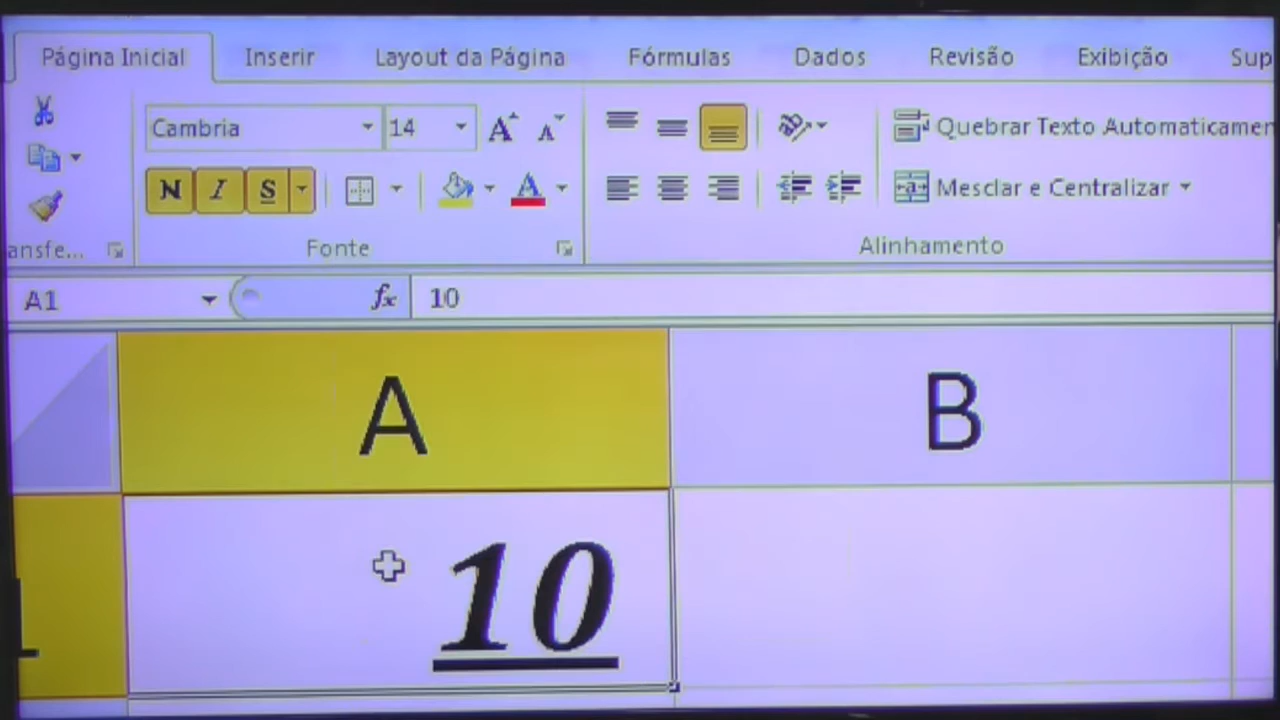 Página Inicial Inserir Layout da Página Fórmulas Dados Revisão Exibição Sup
Cambria 14 A A Quebrar Texto Automaticamen
N I S A Mesclar e Centralizar
ansfe... Fonte Alinhamento
A1 fx 10
A B
1 10